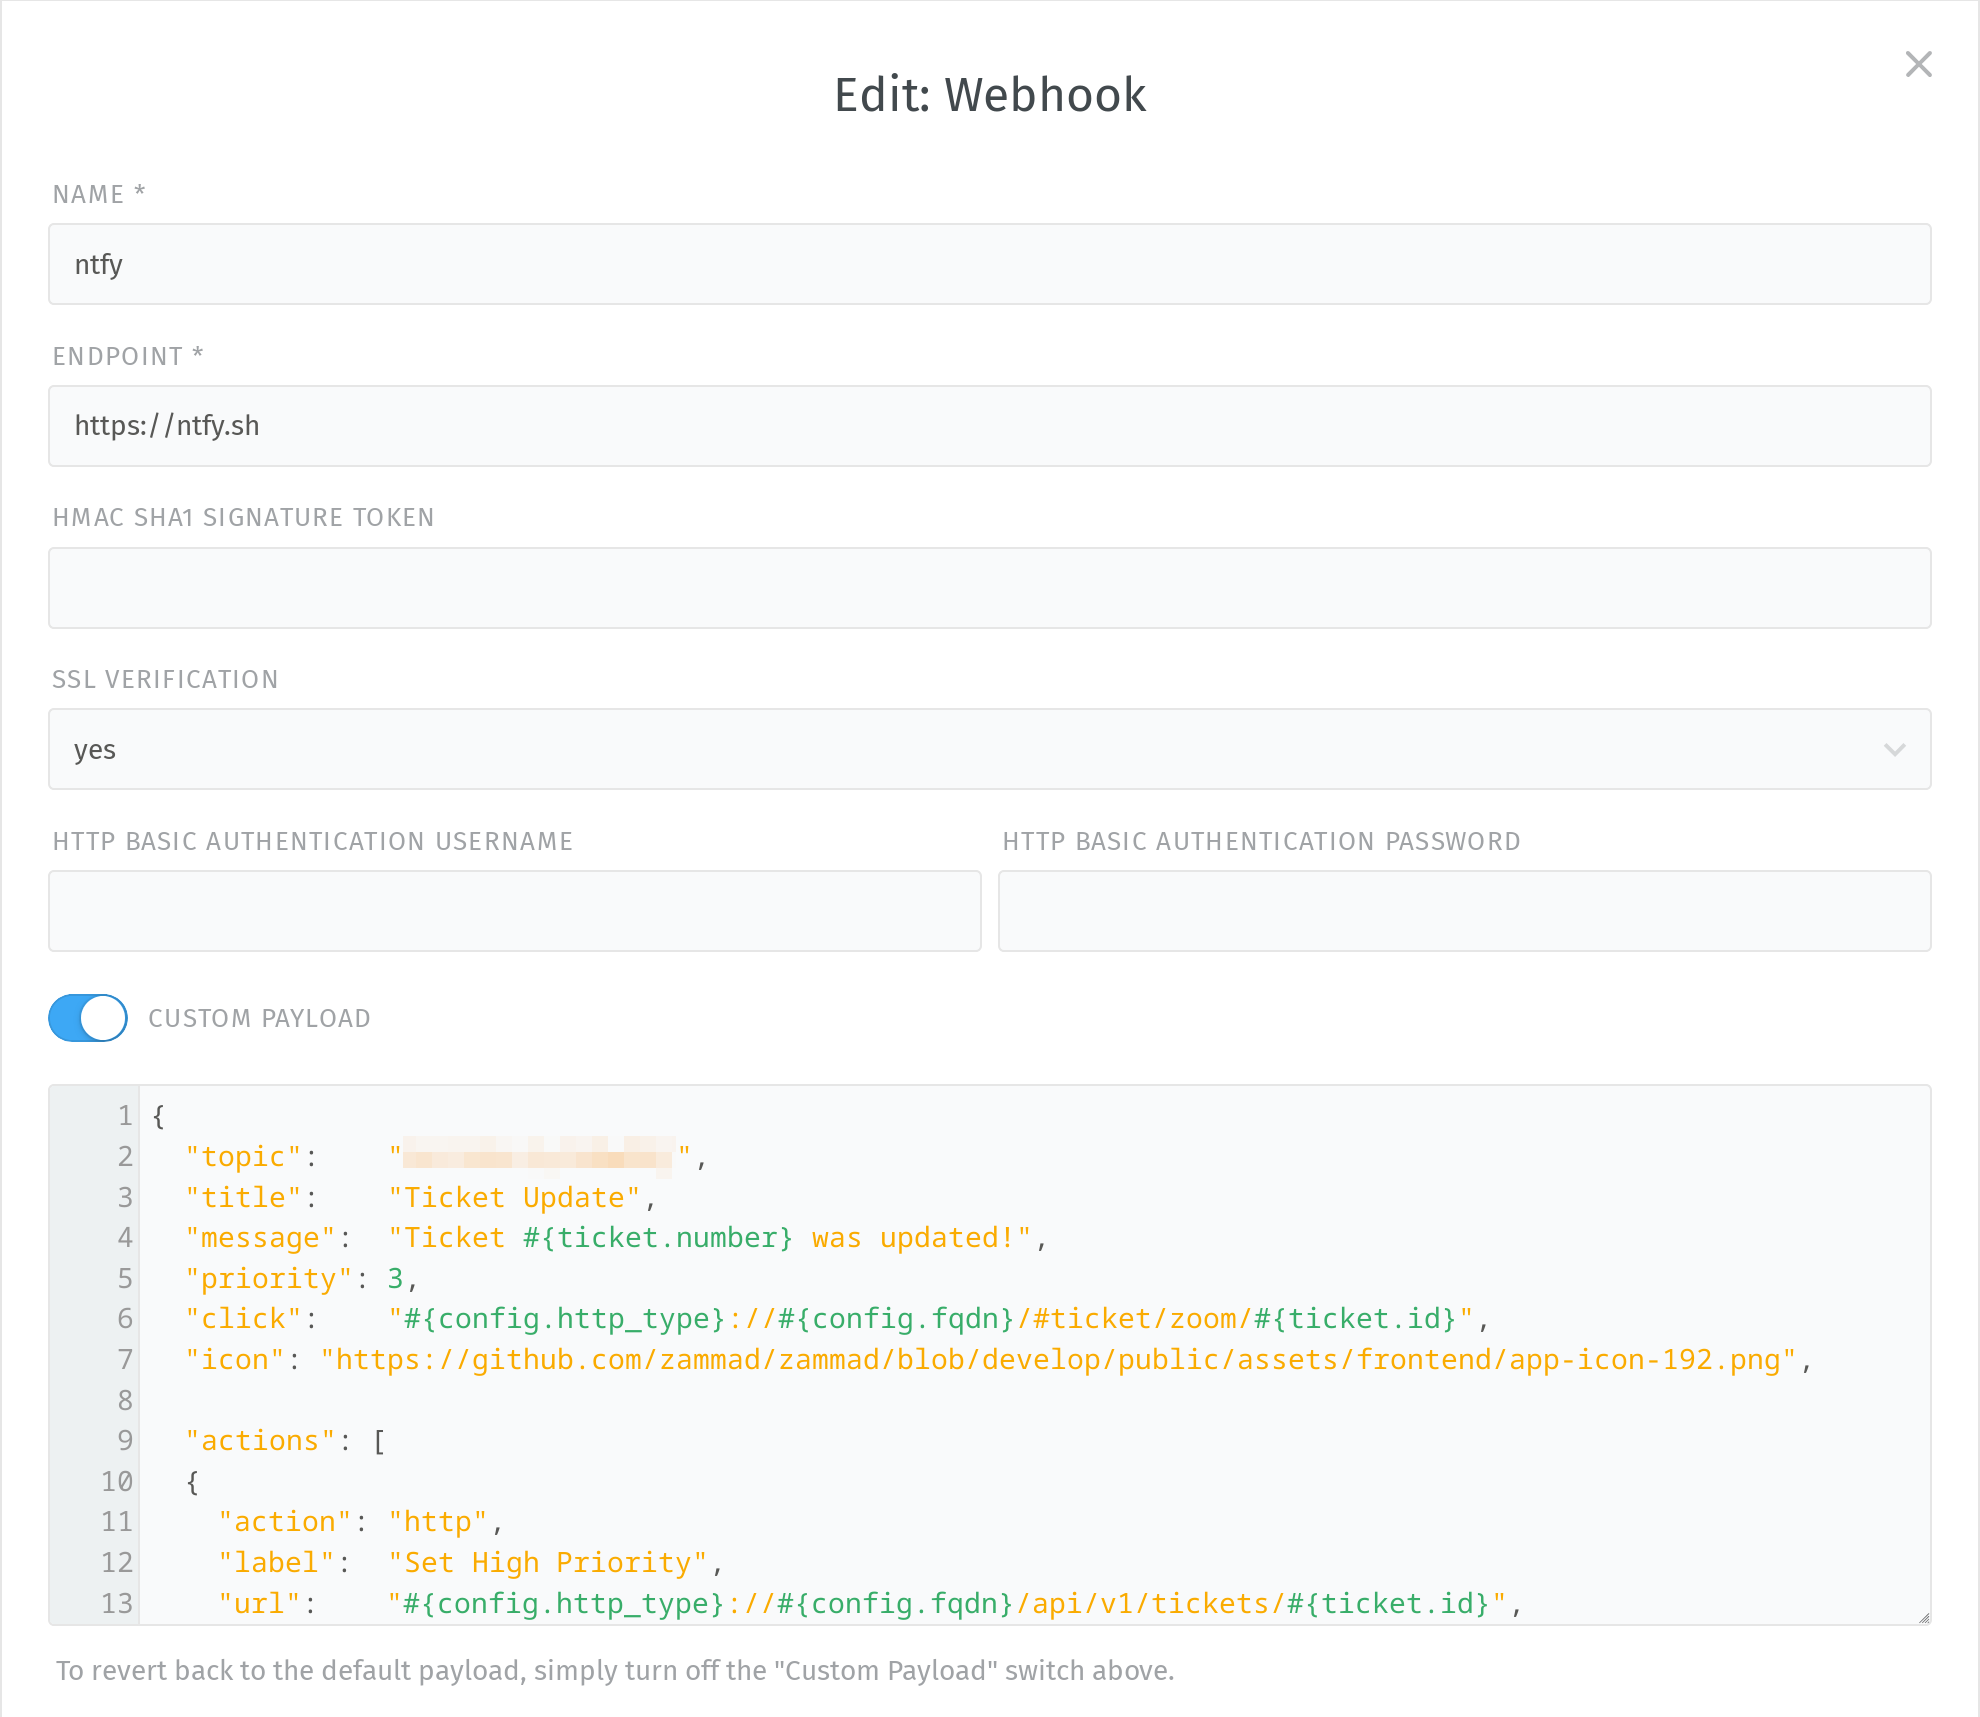 Edit: Webhook
NAME *
ntfy
ENDPOINT *
https://ntfy.sh
HMAC SHA1 SIGNATURE TOKEN
SSL VERIFICATION
yes
HTTP BASIC AUTHENTICATION USERNAME
HTTP BASIC AUTHENTICATION PASSWORD
CUSTOM PAYLOAD
1 {
2   "topic":    "",
3   "title":    "Ticket Update",
4   "message":  "Ticket #{ticket.number} was updated!",
5   "priority": 3,
6   "click":    "#{config.http_type}://#{config.fqdn}/#ticket/zoom/#{ticket.id}",
7   "icon": "https://github.com/zammad/zammad/blob/develop/public/assets/frontend/app-icon-192.png",
8
9   "actions": [
10   {
11     "action": "http",
12     "label":  "Set High Priority",
13     "url":    "#{config.http_type}://#{config.fqdn}/api/v1/tickets/#{ticket.id}",
To revert back to the default payload, simply turn off the "Custom Payload" switch above.